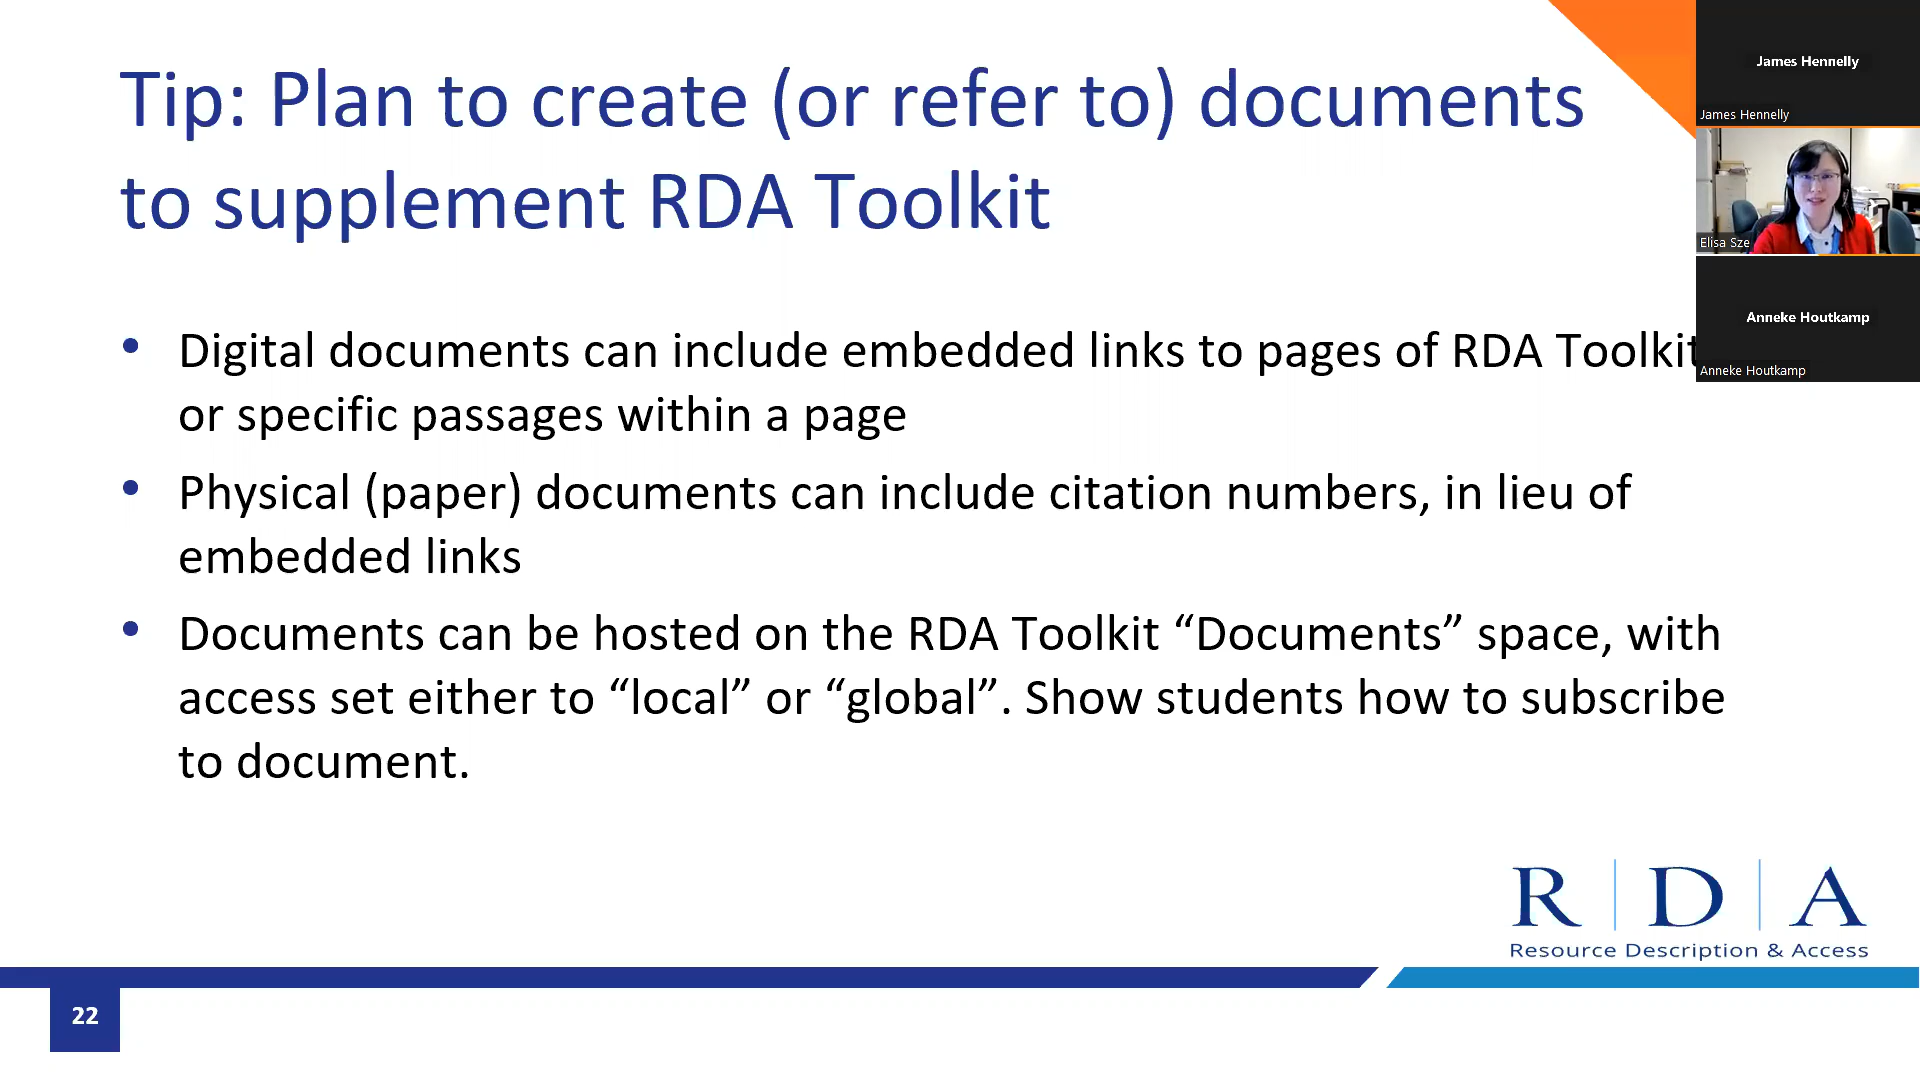 Tip: Plan to create (or refer to) documents
to supplement RDA Toolkit
• Digital documents can include embedded links to pages of RDA Toolkit
or specific passages within a page
• Physical (paper) documents can include citation numbers, in lieu of
embedded links
• Documents can be hosted on the RDA Toolkit “Documents” space, with
access set either to “local” or “global”. Show students how to subscribe
to document.
James Hennelly
James Hennelly
Elisa Sze
Anneke Houtkamp
Anneke Houtkamp
R D A
Resource Description & Access
22